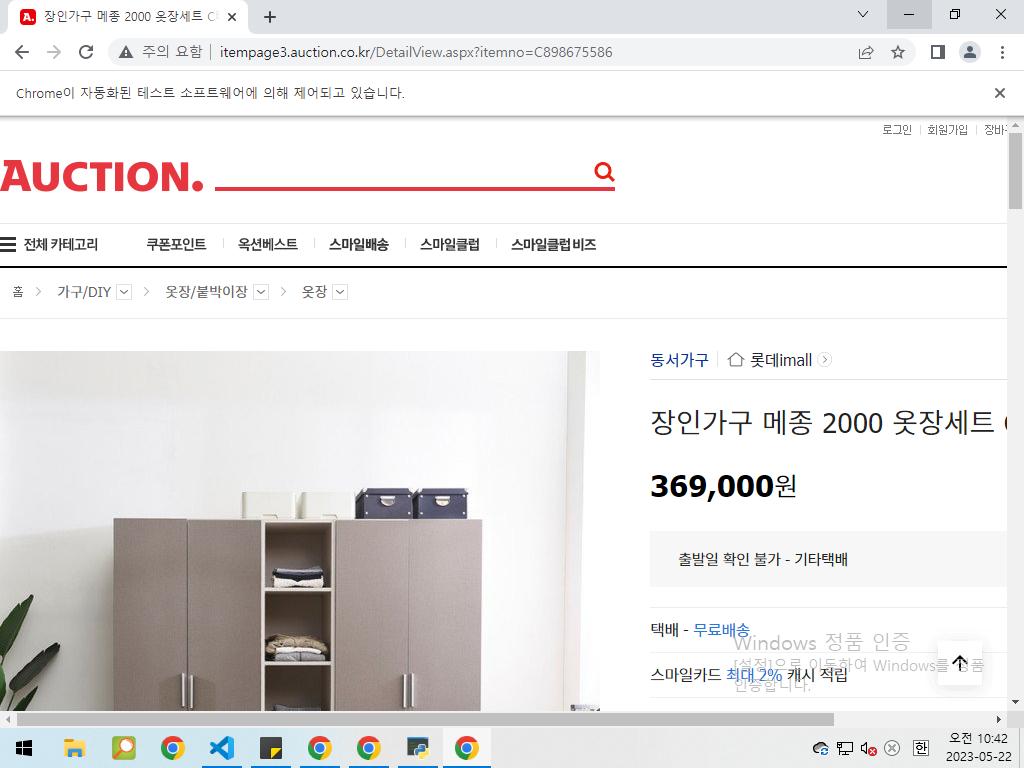 장인가구 메종 2000 옷장세트
주의 요함 itempage3.auction.co.kr/DetailView.aspx?itemno=C898675586
Chrome이 자동화된 테스트 소프트웨어에 의해 제어되고 있습니다.
로그인 회원가입 장바
AUCTION.
전체 카테고리 쿠폰포인트 옥션베스트 스마일배송 스마일클럽 스마일클럽 비즈
홈 가구/DIY 옷장/붙박이장 옷장
동서가구 롯데imall
장인가구 메종 2000 옷장세트
369,000원
출발일 확인 불가 - 기타택배
택배 - 무료배송
Windows 정품 인증
[설정]으로 이동하여 Windows를 정품
인증합니다.
스마일카드 최대 2% 캐시 적립
한
오전 10:42
2023-05-22